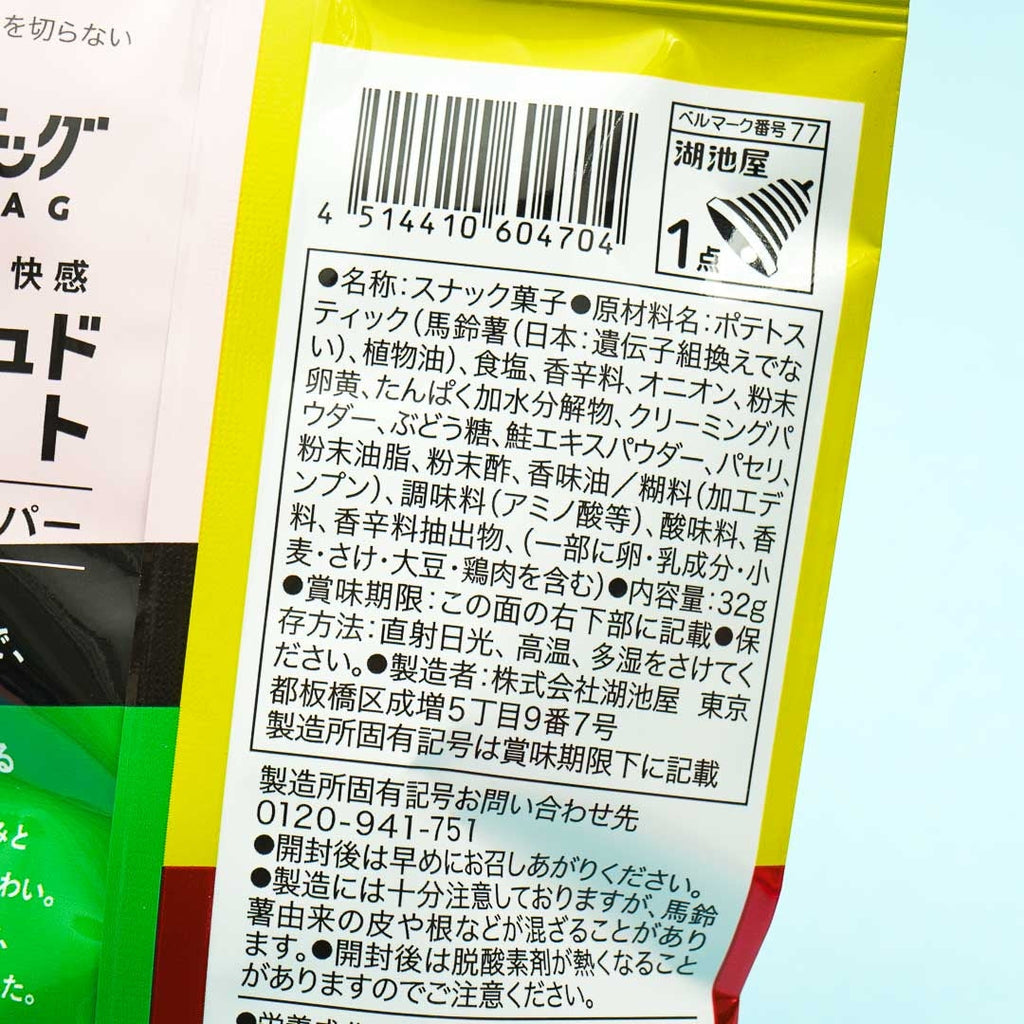 を切らない
ッグ
AG
快感
ュド
ト
パー
で、
る
みと
わい。
た。
4 514410 604704
ベルマーク番号 77
湖池屋
1点
●名称:スナック菓子●原材料名:ポテトス
ティック(馬鈴薯(日本:遺伝子組換えでな
い)、植物油)、食塩、香辛料、オニオン、粉末
卵黄、たんぱく加水分解物、クリーミングパ
ウダー、ぶどう糖、鮭エキスパウダー、パセリ、
粉末油脂、粉末酢、香味油/糊料(加工デ
ンプン)、調味料(アミノ酸等)、酸味料、香
料、香辛料抽出物、(一部に卵・乳成分・小
麦・さけ・大豆・鶏肉を含む)●内容量:32g
●賞味期限:この面の右下部に記載●保
存方法:直射日光、高温、多湿をさけてく
ださい。●製造者:株式会社湖池屋 東京
都板橋区成増5丁目9番7号
製造所固有記号は賞味期限下に記載
製造所固有記号お問い合わせ先
0120-941-751
●開封後は早めにお召しあがりください。
●製造には十分注意しておりますが、馬鈴
薯由来の皮や根などが混ざることがあり
ます。●開封後は脱酸素剤が熱くなること
がありますのでご注意ください。